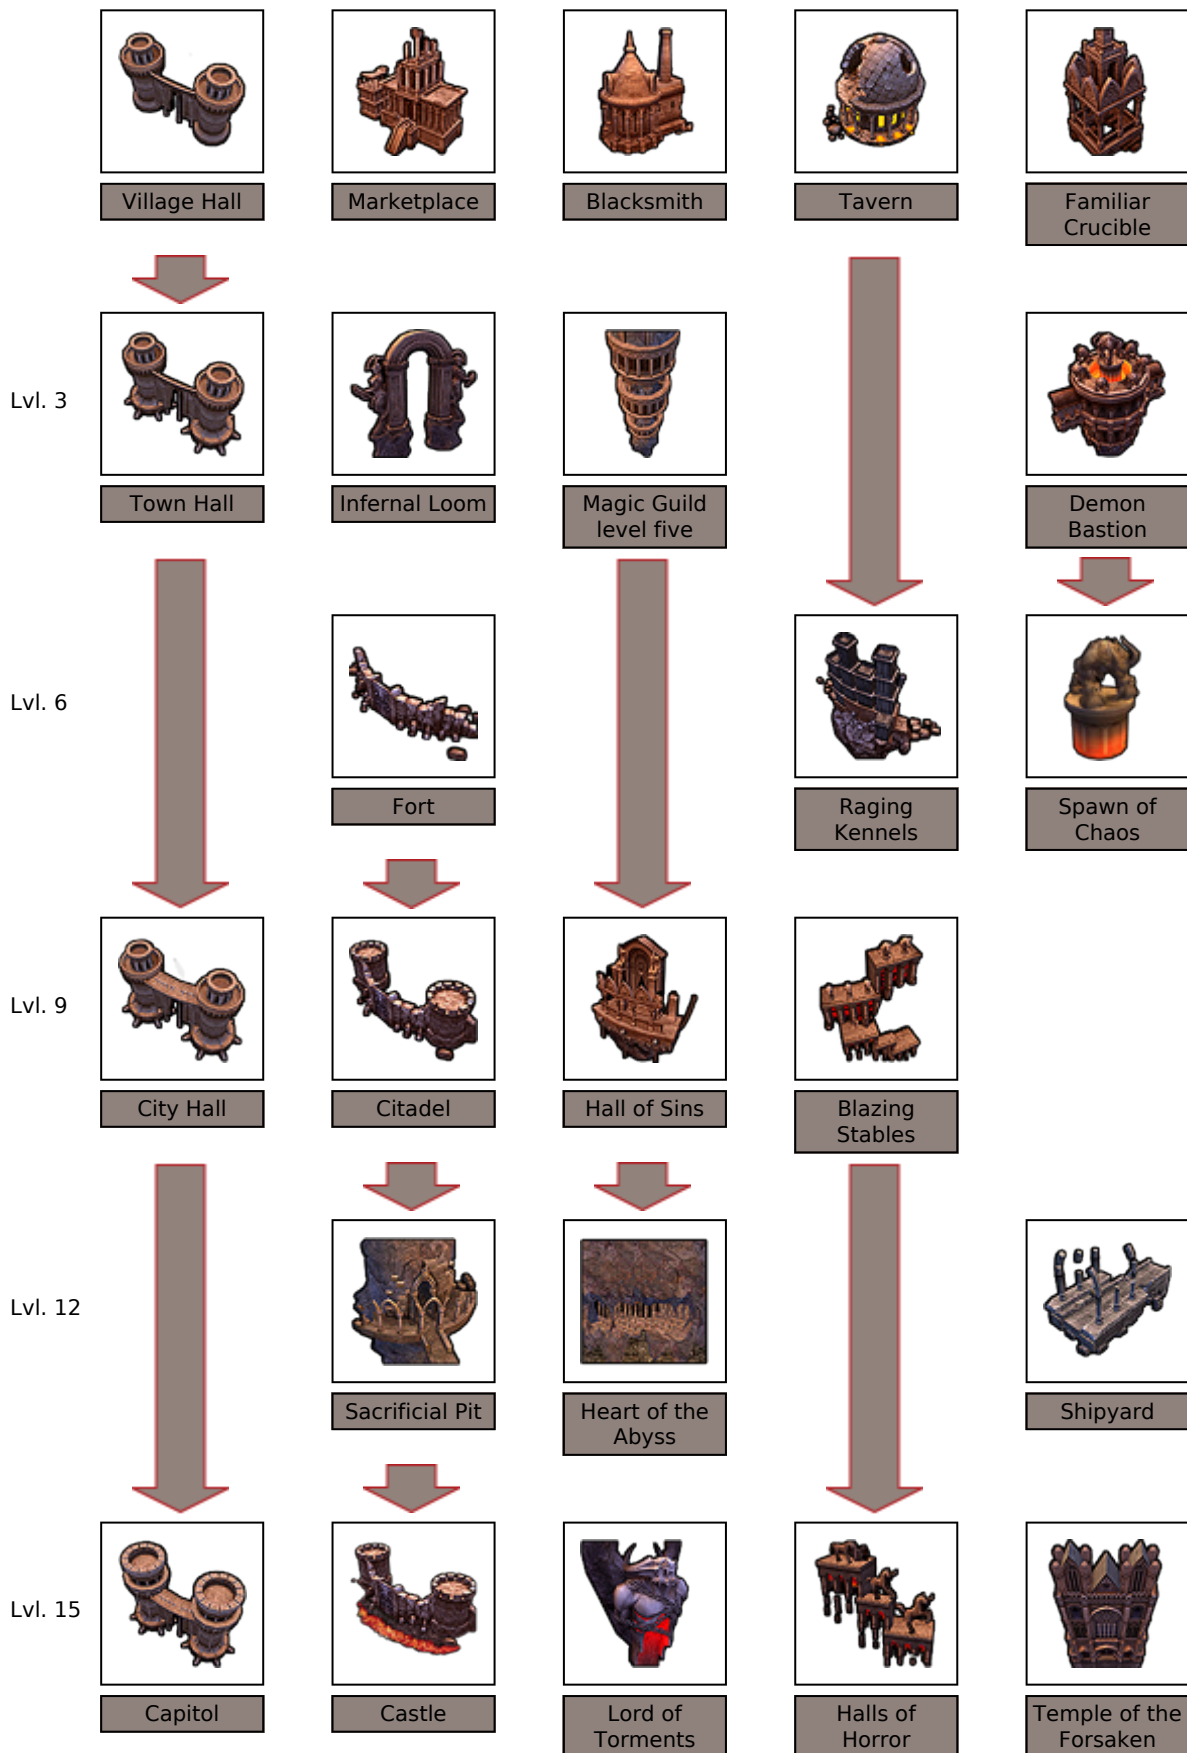 Village Hall
Marketplace
Blacksmith
Tavern
Familiar
Crucible
Lvl. 3
Town Hall
Infernal Loom
Magic Guild
level five
Demon
Bastion
Lvl. 6
Fort
Raging
Kennels
Spawn of
Chaos
Lvl. 9
City Hall
Citadel
Hall of Sins
Blazing
Stables
Lvl. 12
Sacrificial Pit
Heart of the
Abyss
Shipyard
Lvl. 15
Capitol
Castle
Lord of
Torments
Halls of
Horror
Temple of the
Forsaken